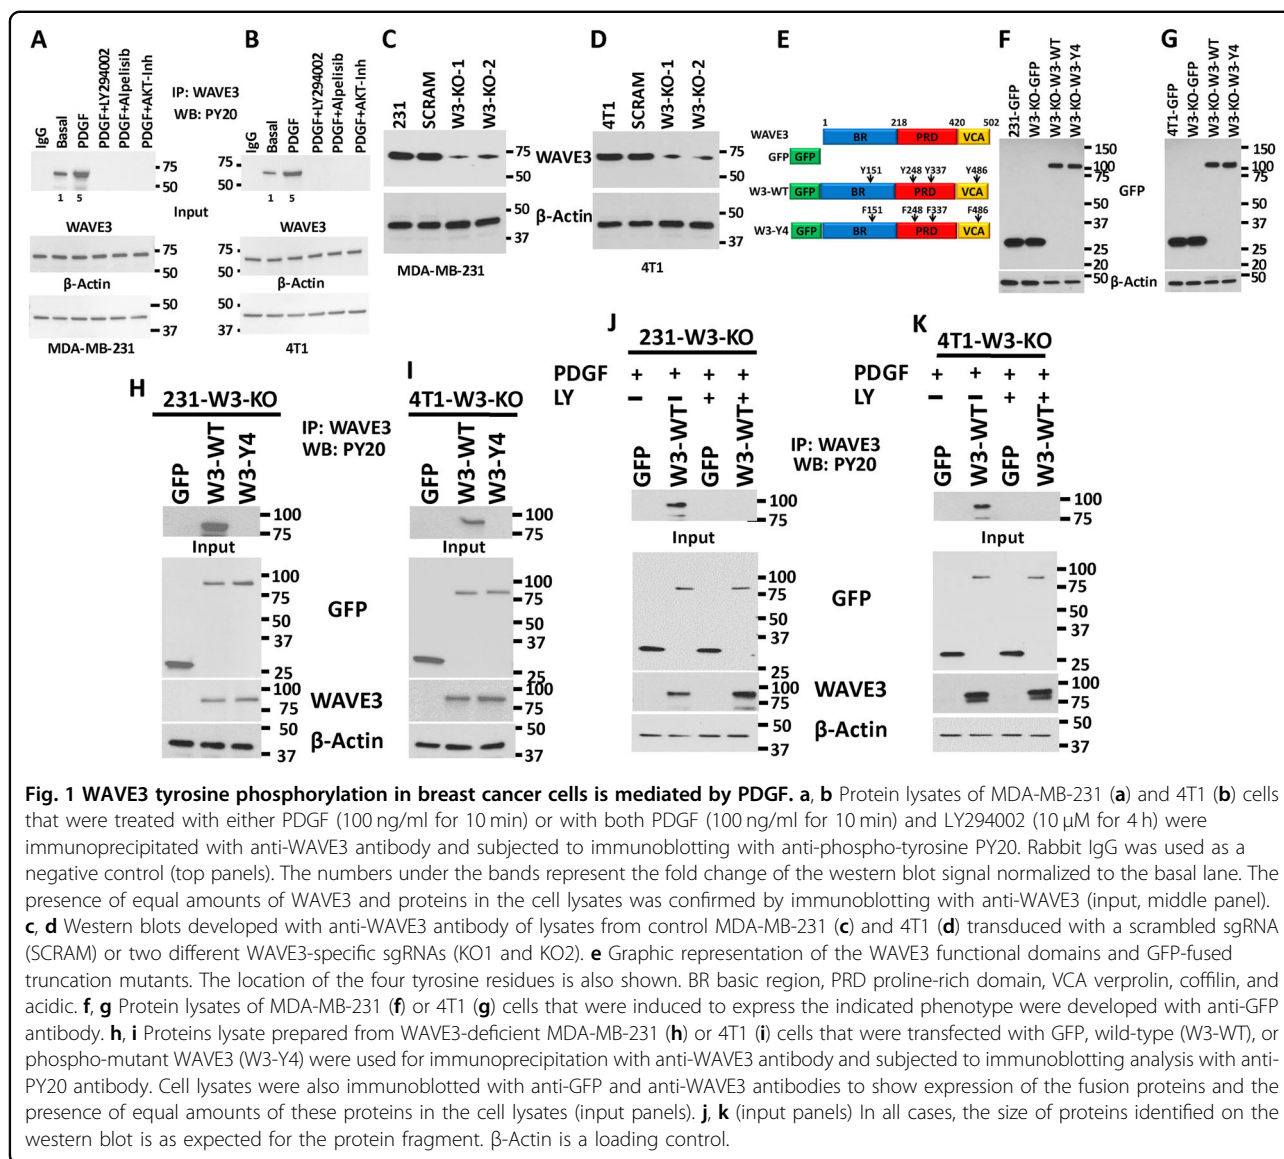 A
B
C
D
E
F
G
IgG
Basal
PDGF
PDGF+LY294002
PDGF+Alpelisib
PDGF+AKT-Inh
IP: WAVE3
WB: PY20
IgG
Basal
PDGF
PDGF+LY294002
PDGF+Alpelisib
PDGF+AKT-Inh
75
50
1 5
75
50
1 5
Input
WAVE3
WAVE3
75
50
75
50
β-Actin
β-Actin
50
37
50
37
MDA-MB-231
4T1
231
SCRAM
W3-KO-1
W3-KO-2
75
50
50
37
MDA-MB-231
WAVE3
β-Actin
4T1
SCRAM
W3-KO-1
W3-KO-2
75
50
50
37
4T1
1 218 420 502
WAVE3 BR PRD VCA
GFP GFP
Y151 Y248 Y337 Y486
W3-WT GFP BR PRD VCA
F151 F248 F337 F486
W3-Y4 GFP BR PRD VCA
231-GFP
W3-KO-GFP
W3-KO-W3-WT
W3-KO-W3-Y4
150
100
50
37
25
20
50
GFP
β-Actin
4T1-GFP
W3-KO-GFP
W3-KO-W3-WT
W3-KO-W3-Y4
150
100
50
37
25
20
50
H
231-W3-KO
GFP
W3-WT
W3-Y4
IP: WAVE3
WB: PY20
100
75
Input
100
75
50
37
25
GFP
100
75
WAVE3
50
37
β-Actin
I
4T1-W3-KO
GFP
W3-WT
W3-Y4
100
75
Input
100
75
50
37
25
100
75
50
37
J
231-W3-KO
PDGF + + + +
LY – – + +
GFP
W3-WT
GFP
W3-WT
IP: WAVE3
WB: PY20
100
75
Input
100
75
50
37
25
GFP
100
75
WAVE3
50
37
β-Actin
K
4T1-W3-KO
PDGF + + + +
LY – – + +
GFP
W3-WT
GFP
W3-WT
100
75
Input
100
75
50
37
25
100
75
50
37
Fig. 1 WAVE3 tyrosine phosphorylation in breast cancer cells is mediated by PDGF. a, b Protein lysates of MDA-MB-231 (a) and 4T1 (b) cells
that were treated with either PDGF (100 ng/ml for 10 min) or with both PDGF (100 ng/ml for 10 min) and LY294002 (10 µM for 4 h) were
immunoprecipitated with anti-WAVE3 antibody and subjected to immunoblotting with anti-phospho-tyrosine PY20. Rabbit IgG was used as a
negative control (top panels). The numbers under the bands represent the fold change of the western blot signal normalized to the basal lane. The
presence of equal amounts of WAVE and proteins in the cell lysates was confirmed by immunoblotting with anti-WAVE3 (input, middle panel).
c, d Western blots developed with anti-WAVE3 antibody of lysates from control MDA-MB-231 (c) and 4T1 (d) transduced with a scrambled sgRNA
(SCRAM) or two different WAVE3-specific sgRNAs (KO1 and KO2). e Graphic representation of the WAVE3 functional domains and GFP-fused
truncation mutants. The location of the four tyrosine residues is also shown. BR basic region, PRD proline-rich domain, VCA verprolin, coffilin, and
acidic. f, g Protein lysates of MDA-MB-231 (f) or 4T1 (g) cells that were induced to express the indicated phenotype were developed with anti-GFP
antibody. h, i Proteins lysate prepared from WAVE3-deficient MDA-MB-231 (h) or 4T1 (i) cells that were transfected with GFP, wild-type (W3-WT), or
phospho-mutant WAVE3 (W3-Y4) were used for immunoprecipitation with anti-WAVE3 antibody and subjected to immunoblotting analysis with anti-
PY20 antibody. Cell lysates were also immunoblotted with anti-GFP and anti-WAVE3 antibodies to show expression of the fusion proteins and the
presence of equal amounts of these proteins in the cell lysates (input panels). j, k (input panels) In all cases, the size of proteins identified on the
western blot is as expected for the protein fragment. β-Actin is a loading control.